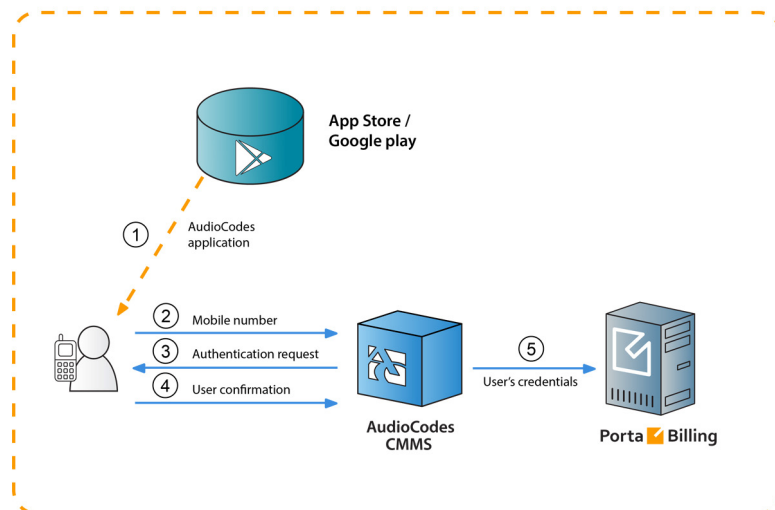 App Store /
Google play
1
AudioCodes
application
2
Mobile number
3
Authentication request
4
User confirmation
5
User's credentials
AudioCodes
CMMS
Porta Billing